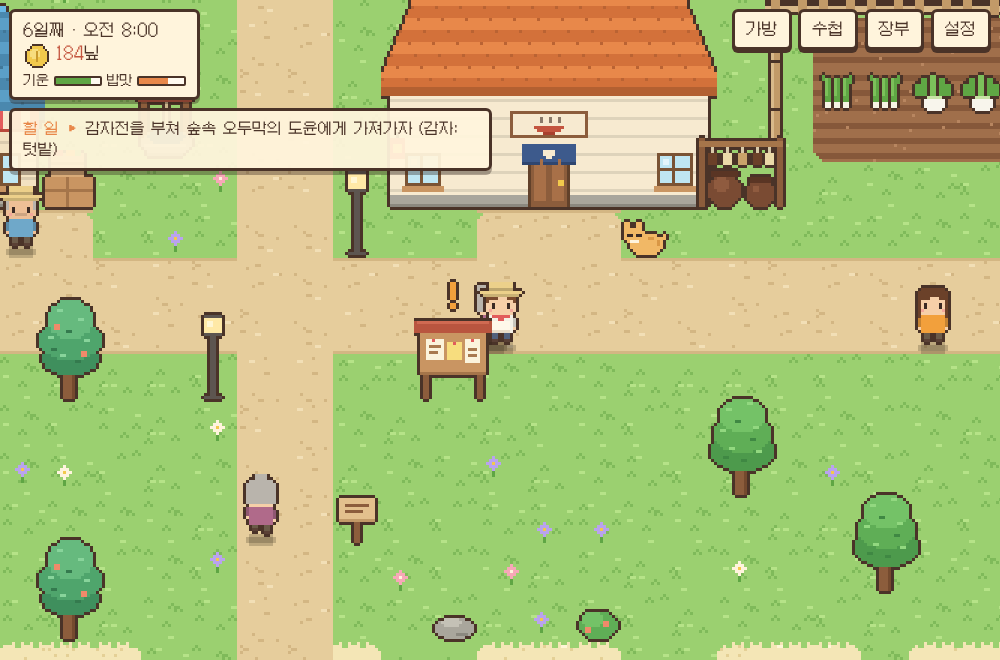 6일째 · 오전 8:00
184닢
기운 밥맛
가방 수첩 장부 설정
할 일 ▸ 감자전을 부쳐 숲속 오두막의 도윤에게 가져가자 (감자:
텃밭)
!